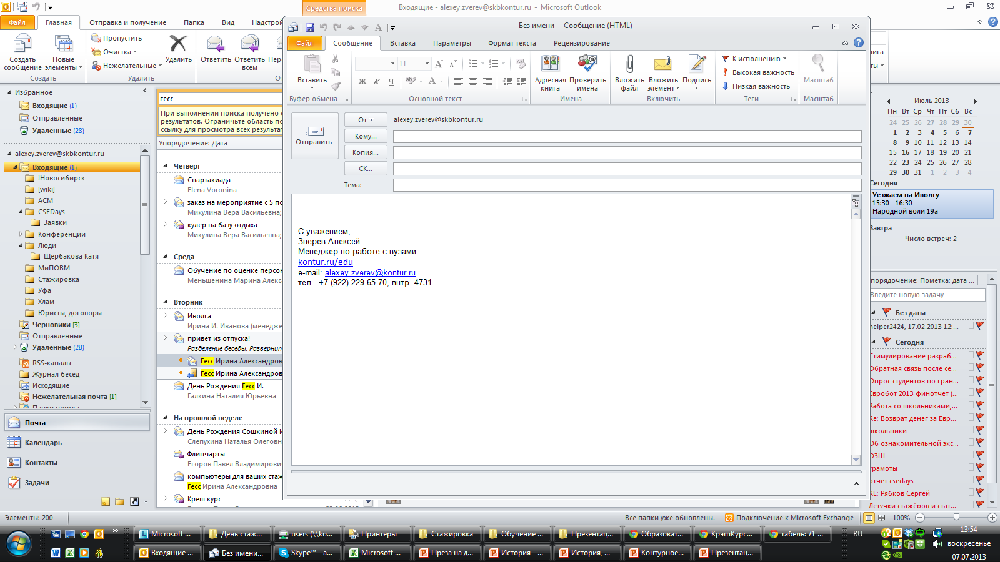 Средства поиска
Входящие - alexey.zverev@skbkontur.ru - Microsoft Outlook
Файл
Главная
Отправка и получение
Папка
Вид
Надстрой
Создать сообщение
Новые элементы
Пропустить
Очистка
Нежелательные
Удалить
Ответить
Ответить всем
Создать
Удалить
Без имени - Сообщение (HTML)
Файл
Сообщение
Вставка
Параметры
Формат текста
Рецензирование
Вставить
Буфер обмена
11
Ж К Ч
Основной текст
Адресная книга
Проверить имена
Имена
Вложить файл
Вложить элемент
Подпись
Включить
К исполнению
Высокая важность
Низкая важность
Теги
Масштаб
Масштаб
Отправить
От
alexey.zverev@skbkontur.ru
Кому...
Копия...
СК...
Тема:
С уважением,
Зверев Алексей
Менеджер по работе с вузами
kontur.ru/edu
e-mail: alexey.zverev@kontur.ru
тел. +7 (922) 229-65-70, внтр. 4731.
Избранное
Входящие (1)
Отправленные
Удаленные (28)
alexey.zverev@skbkontur.ru
Входящие (1)
!Новосибирск
[wiki]
АСМ
CSEDays
Заявки
Конференции
Люди
Щербакова Катя
МиПОВМ
Стажировка
Уфа
Хлам
Юристы, договоры
Черновики [3]
Отправленные
Удаленные (28)
RSS-каналы
Журнал бесед
Исходящие
Нежелательная почта [1]
Папки поиска
Почта
Календарь
Контакты
Задачи
гесс
При выполнении поиска получено
результатов. Ограничьте область по
ссылку для просмотра всех результат
Упорядочение: Дата
Четверг
Спартакиада
Elena Voronina
заказ на мероприятие с 5 по
Микулина Вера Васильевна;
кулер на базу отдыха
Микулина Вера Васильевна;
Среда
Обучение по оценке персон
Меньшенина Марина Алекс
Вторник
Иволга
Ирина И. Иванова (менедже
привет из отпуска!
Разделение беседы. Разверни
Гесс Ирина Александров
Гесс Ирина Александров
День Рождения Гесс И.
Галкина Наталия Юрьевна
На прошлой неделе
День Рождения Сошкиной И
Слепухина Наталья Олеговн
Флипчарты
Егоров Павел Владимирович
компьютеры для ваших стаж
Гесс Ирина Александровна
Креш курс
Июль 2013
Пн Вт Ср Чт Пт Сб Вс
24 25 26 27 28 29 30
1 2 3 4 5 6 7
8 9 10 11 12 13 14
15 16 17 18 19 20 21
22 23 24 25 26 27 28
29 30 31 1 2 3 4
Сегодня
Уезжаем на Иволгу
15:30 - 16:30
Народной воли 19а
Завтра
Число встреч: 2
порядочение: Пометка: дата ...
Введите новую задачу
Без даты
helper2424, 17.02.2013 12:...
Сегодня
Стимулирование разраб...
Обратная связь после се...
Опрос студентов по гран...
Евробот 2013 финотчет (...
Работа со школьниками,...
Re: Возврат денег за Евр...
школьники
Об ознакомительной экс...
ОЗШ
грамоты
отчет csedays
RE: Рябков Сергей
Летучки стажёров и стат...
Элементы: 200
Все папки уже обновлены.
Подключение к Microsoft Exchange
100%
Microsoft ...
День стаж...
users (\\ko...
Принтеры
Стажировка
Обучение ...
Презентац...
Образоват...
КрэшКурс...
табель: 71 ...
RU
13:54
воскресенье
07.07.2013
Входящие ...
Без имени...
Skype™ - a...
Microsoft ...
Преза на д...
История - ...
История, ...
Контурное...
Презентац...